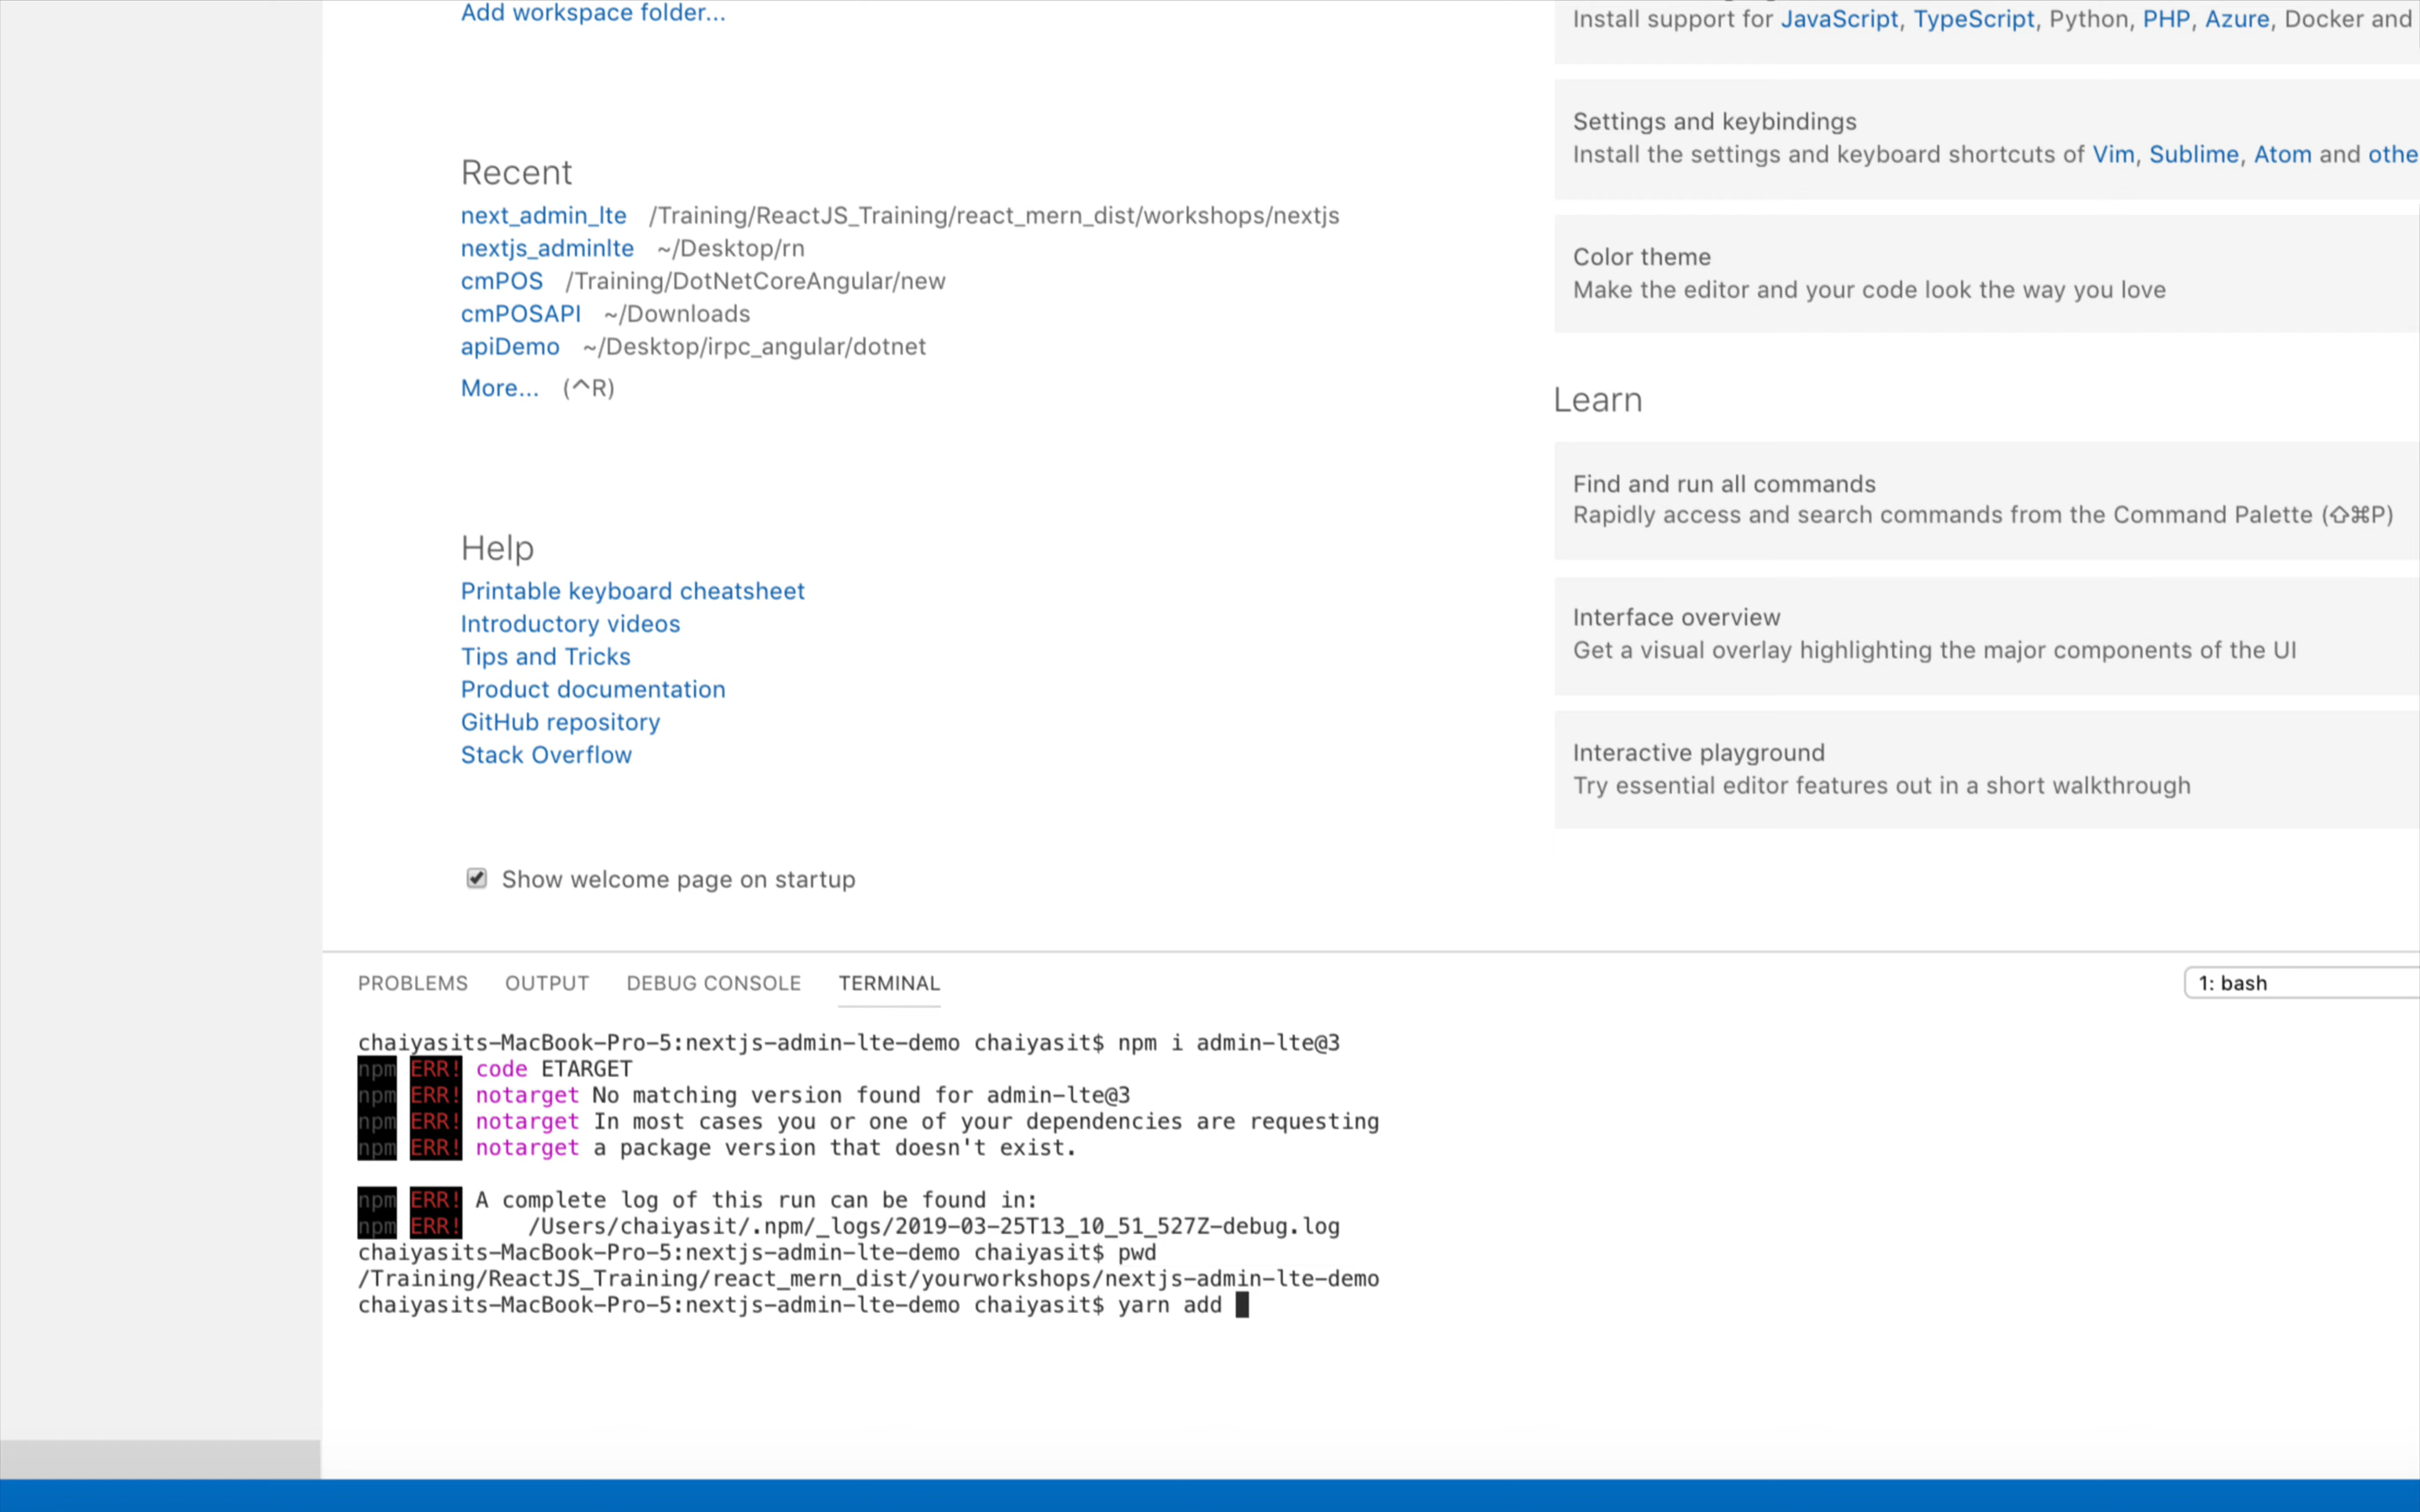 Add workspace folder...
Recent
next_admin_lte /Training/ReactJS_Training/react_mern_dist/workshops/nextjs
nextjs_adminlte ~/Desktop/rn
cmPOS /Training/DotNetCoreAngular/new
cmPOSAPI ~/Downloads
apiDemo ~/Desktop/irpc_angular/dotnet
More... (^R)
Help
Printable keyboard cheatsheet
Introductory videos
Tips and Tricks
Product documentation
GitHub repository
Stack Overflow
Show welcome page on startup
Install support for JavaScript, TypeScript, Python, PHP, Azure, Docker and
Settings and keybindings
Install the settings and keyboard shortcuts of Vim, Sublime, Atom and othe
Color theme
Make the editor and your code look the way you love
Learn
Find and run all commands
Rapidly access and search commands from the Command Palette (⇧⌘P)
Interface overview
Get a visual overlay highlighting the major components of the UI
Interactive playground
Try essential editor features out in a short walkthrough
PROBLEMS OUTPUT DEBUG CONSOLE TERMINAL
1: bash
chaiyasits-MacBook-Pro-5:nextjs-admin-lte-demo chaiyasit$ npm i admin-lte@3
npm ERR! code ETARGET
npm ERR! notarget No matching version found for admin-lte@3
npm ERR! notarget In most cases you or one of your dependencies are requesting
npm ERR! notarget a package version that doesn't exist.
npm ERR! A complete log of this run can be found in:
npm ERR!     /Users/chaiyasit/.npm/_logs/2019-03-25T13_10_51_527Z-debug.log
chaiyasits-MacBook-Pro-5:nextjs-admin-lte-demo chaiyasit$ pwd
/Training/ReactJS_Training/react_mern_dist/yourworkshops/nextjs-admin-lte-demo
chaiyasits-MacBook-Pro-5:nextjs-admin-lte-demo chaiyasit$ yarn add